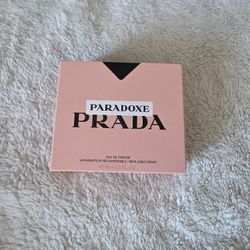 PARADOXE
PRADA
EAU DE PARFUM
VAPORISATEUR RECHARGEABLE / REFILLABLE SPRAY